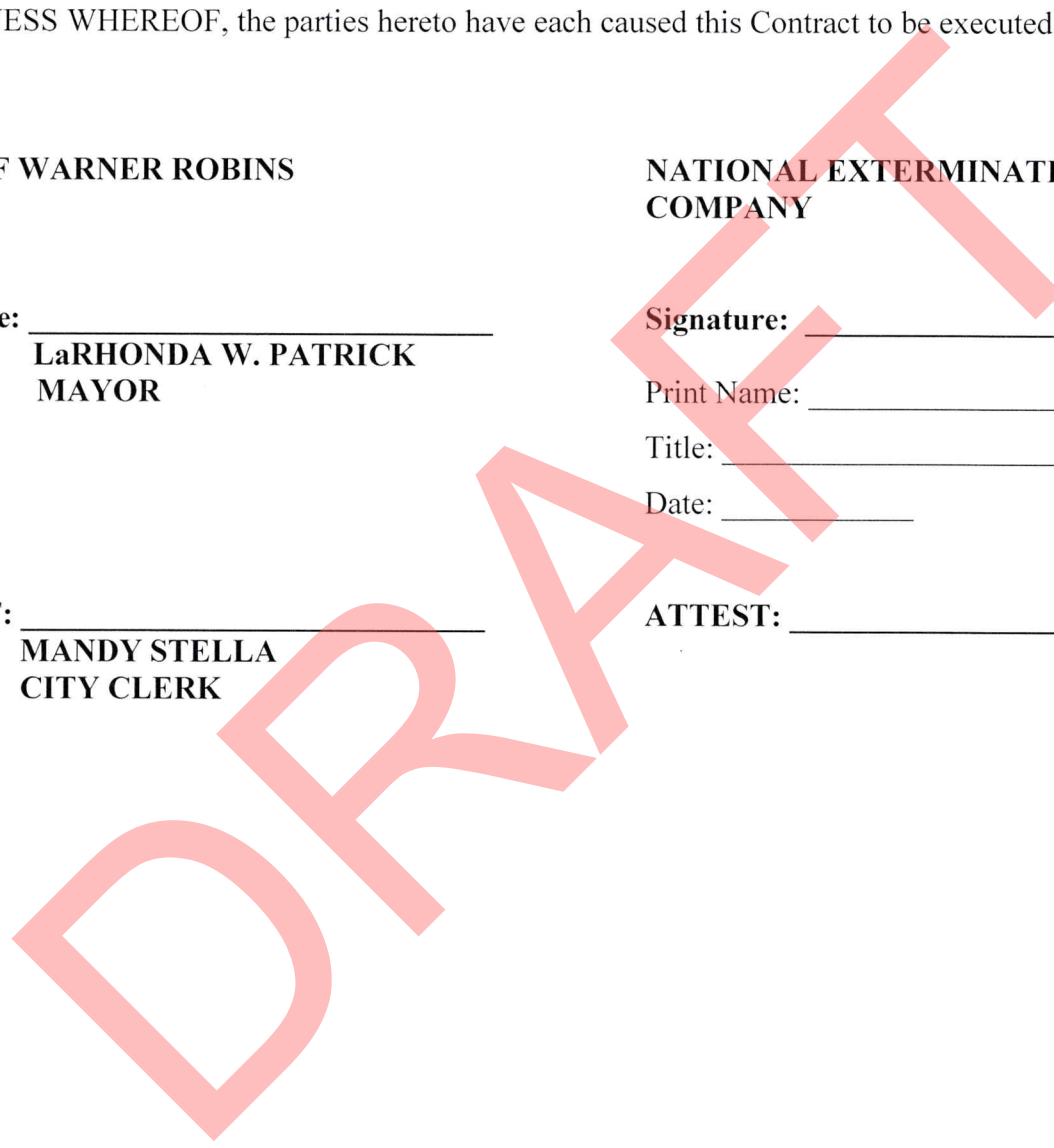 ESS WHEREOF, the parties hereto have each caused this Contract to be executed
F WARNER ROBINS
e:
LaRHONDA W. PATRICK
MAYOR
:
MANDY STELLA
CITY CLERK
NATIONAL EXTERMINATI
COMPANY
Signature:
Print Name:
Title:
Date:
ATTEST:
DRAFT